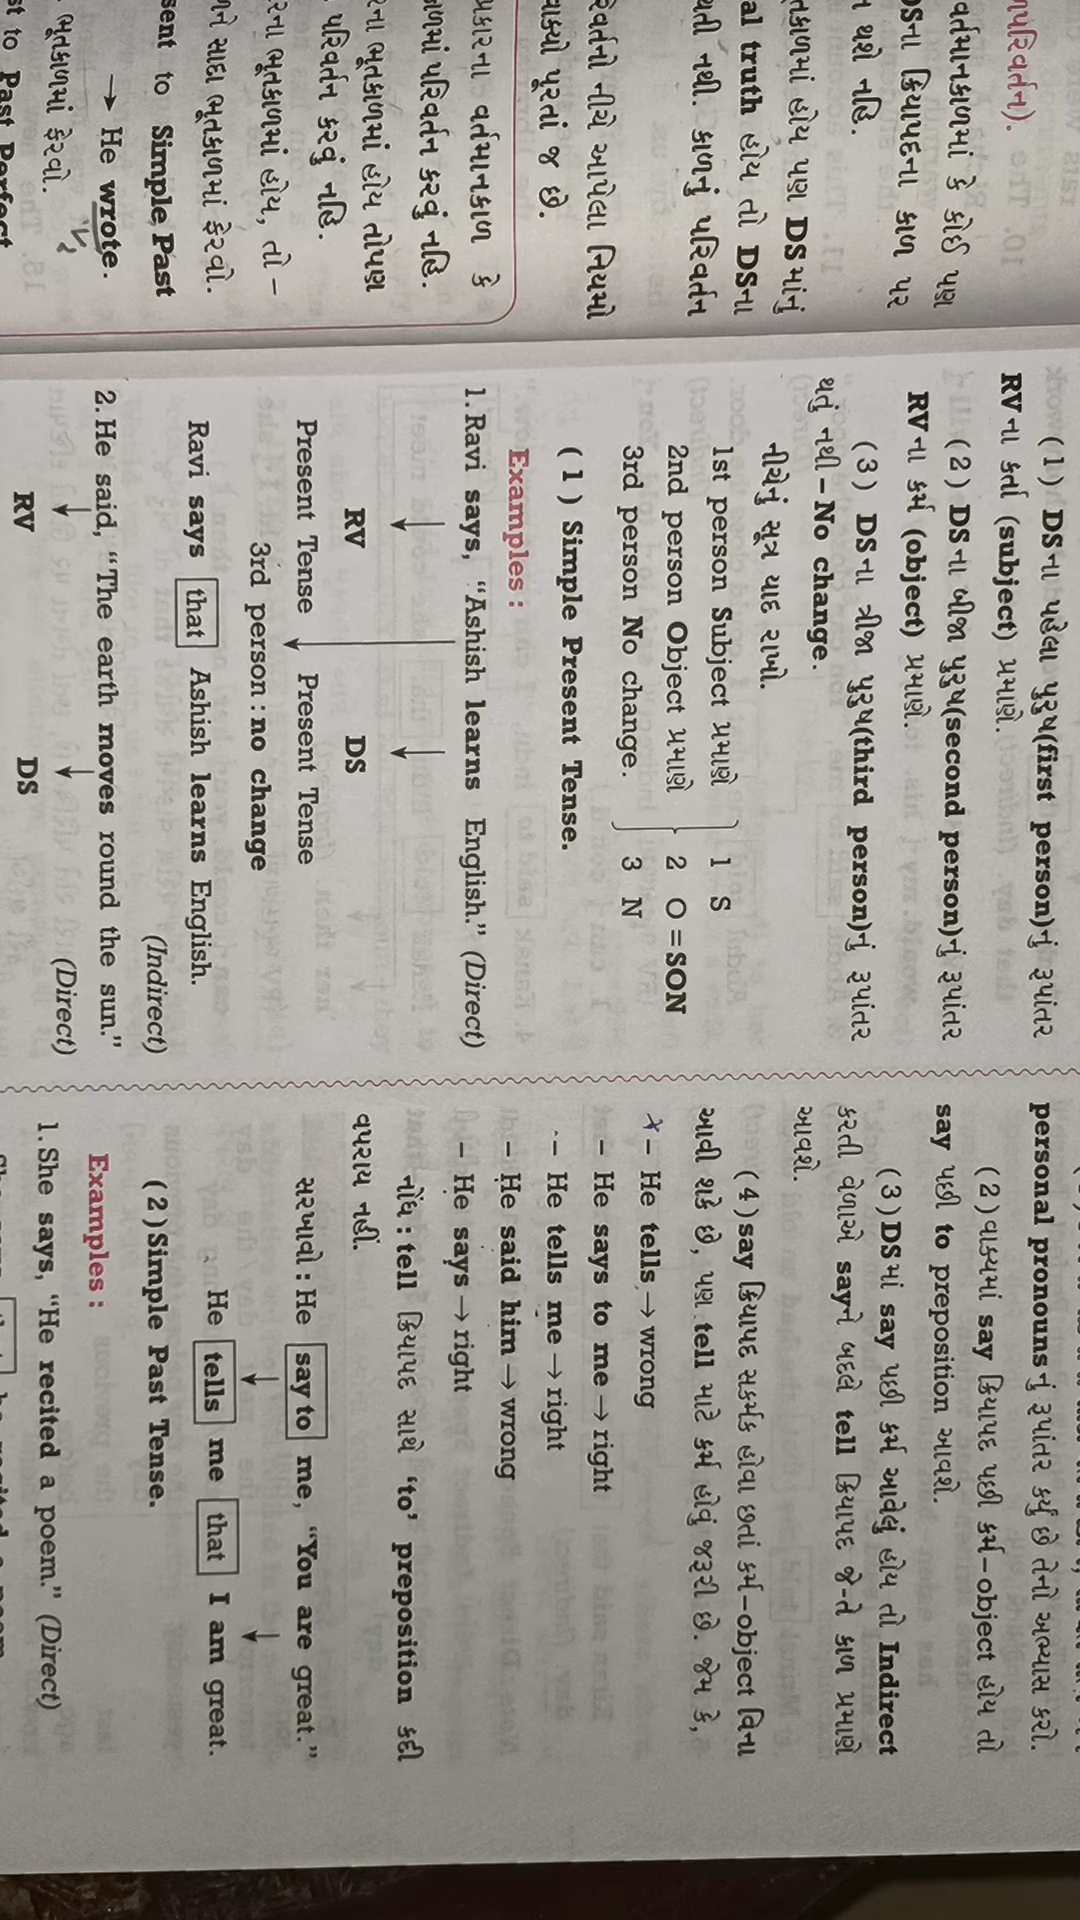 પરિવર્તન).
વર્તમાનકાળમાં કે કોઈ પણ
DSના ક્રિયાપદના કાળ પર
થશે નહિ.
હોય પણ DSમાંનું
truth હોય તો DSના
નથી. કાળનું પરિવર્તન
નીચે આપેલા નિયમો
પૂરતાં જ છે.
વર્તમાનકાળ કે
પરિવર્તન કરવું નહિ.
ભૂતકાળમાં હોય તોપણ
પરિવર્તન કરવું નહિ.
ભૂતકાળમાં હોય, તો –
સાદા ભૂતકાળમાં ફેરવો.
to Simple Past
→ He wrote.
ભૂતકાળમાં ફેરવો.
to Past Perfect
(1) DSના પહેલા પુરુષ(first person)નું રૂપાંતર
RVના કર્તા (subject) પ્રમાણે.
(2) DSના બીજા પુરુષ(second person)નું રૂપાંતર
RVના કર્મ (object) પ્રમાણે.
(3) DSના ત્રીજા પુરુષ(third person)નું રૂપાંતર
થતું નથી – No change.
નીચેનું સૂત્ર યાદ રાખો.
1st person Subject પ્રમાણે 1 S
2nd person Object પ્રમાણે 2 O = SON
3rd person No change. 3 N
(1) Simple Present Tense.
Examples :
1. Ravi says, “Ashish learns English.” (Direct)
RV DS
Present Tense Present Tense
3rd person : no change
Ravi says that Ashish learns English.
(Indirect)
2. He said, “The earth moves round the sun.”
(Direct)
RV DS
personal pronounsનું રૂપાંતર કર્યું છે તેનો અભ્યાસ કરો.
(2) વાક્યમાં say ક્રિયાપદ પછી કર્મ–object હોય તો
say પછી to preposition આવશે.
(3) DSમાં say પછી કર્મ આવેલું હોય તો Indirect
કરતી વેળાએ sayને બદલે tell ક્રિયાપદ જે-તે કાળ પ્રમાણે
આવશે.
(4) say ક્રિયાપદ સકર્મક હોવા છતાં કર્મ–object વિના
આવી શકે છે, પણ tell માટે કર્મ હોવું જરૂરી છે. જેમ કે,
– He tells → wrong
– He says to me → right
– He tells me → right
– He said him → wrong
– He says → right
નોંધ : tell ક્રિયાપદ સાથે ‘to’ preposition કદી
વપરાય નહીં.
સરખાવો : He say to me, “You are great.”
He tells me that I am great.
(2) Simple Past Tense.
Examples :
1. She says, “He recited a poem.” (Direct)